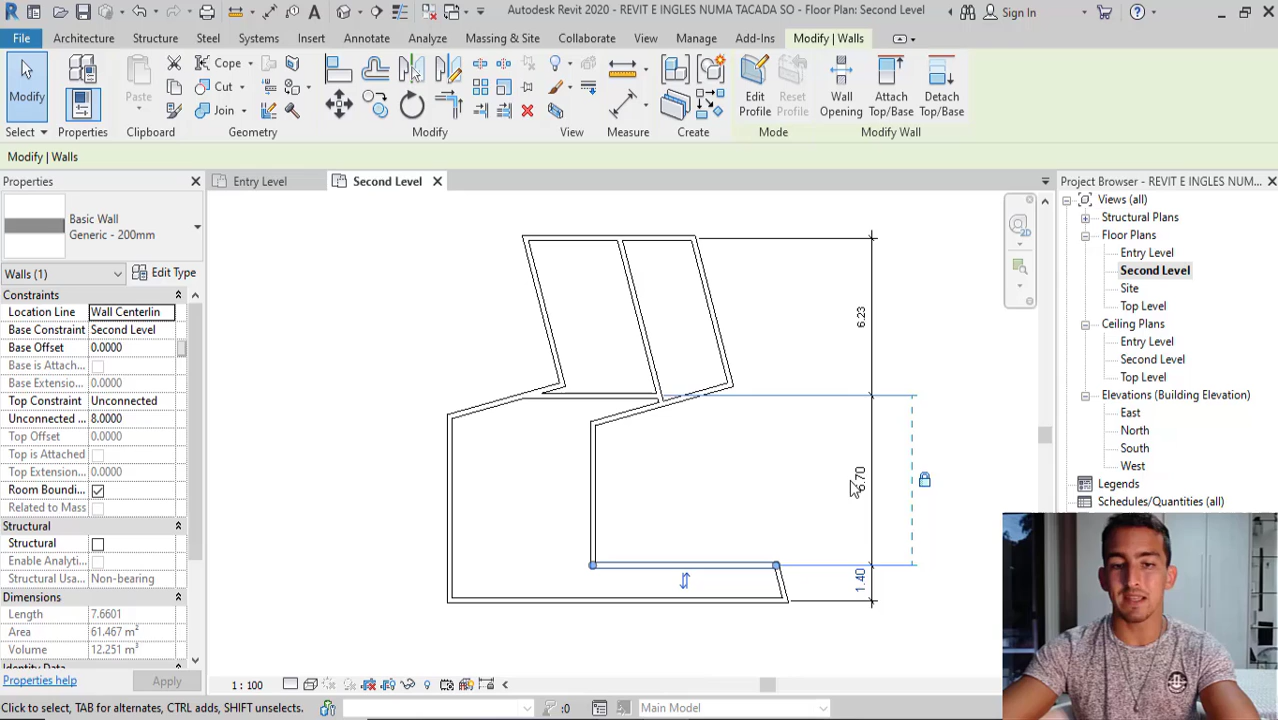 Autodesk Revit 2020 - REVIT E INGLES NUMA TACADA SO - Floor Plan: Second Level
Sign In
File
Architecture
Structure
Steel
Systems
Insert
Annotate
Analyze
Massing & Site
Collaborate
View
Manage
Add-Ins
Modify | Walls
Modify
Paste
Cope
Cut
Join
Edit Profile
Reset Profile
Wall Opening
Attach Top/Base
Detach Top/Base
Select
Properties
Clipboard
Geometry
Modify
View
Measure
Create
Mode
Modify Wall
Modify | Walls
Properties
Entry Level
Second Level
Project Browser - REVIT E INGLES NUM...
Basic Wall
Generic - 200mm
Walls (1)
Edit Type
Constraints
Location Line Wall Centerlin
Base Constraint Second Level
Base Offset 0.0000
Base is Attach...
Base Extensio... 0.0000
Top Constraint Unconnected
Unconnected ... 8.0000
Top Offset 0.0000
Top is Attached
Top Extension... 0.0000
Room Boundi...
Related to Mass
Structural
Structural
Enable Analyti...
Structural Usa... Non-bearing
Dimensions
Length 7.6601
Area 61.467 m²
Volume 12.251 m³
Identity Data
Properties help
Apply
2D
6.23
6.70
1.40
Views (all)
Structural Plans
Floor Plans
Entry Level
Second Level
Site
Top Level
Ceiling Plans
Entry Level
Second Level
Top Level
Elevations (Building Elevation)
East
North
South
West
Legends
Schedules/Quantities (all)
1 : 100
Click to select, TAB for alternates, CTRL adds, SHIFT unselects.
:0
Main Model